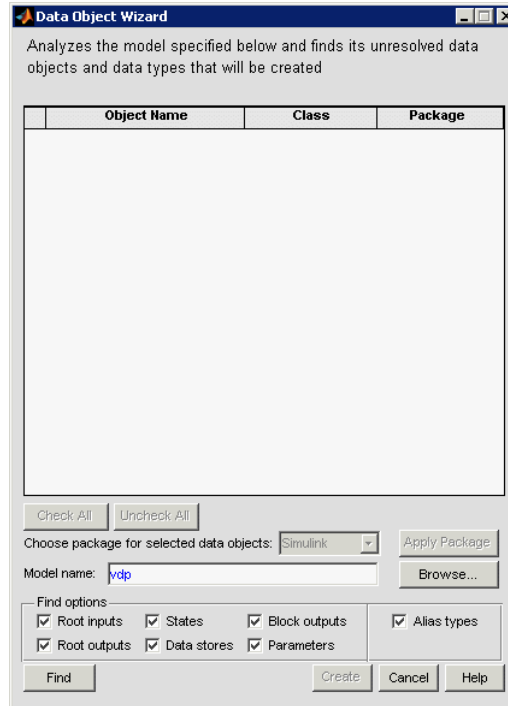 Data Object Wizard
Analyzes the model specified below and finds its unresolved data
objects and data types that will be created
Object Name Class Package
Check All Uncheck All
Choose package for selected data objects: Simulink Apply Package
Model name: vdp Browse...
Find options
Root inputs States Block outputs Alias types
Root outputs Data stores Parameters
Find Create Cancel Help